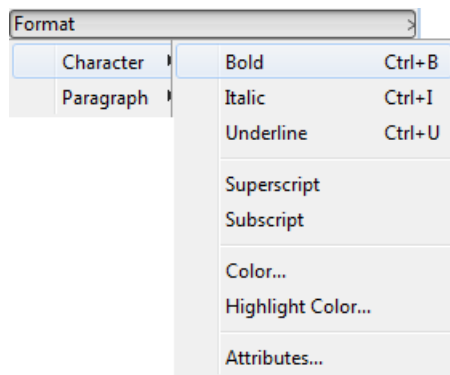 Format >
Character Bold Ctrl+B
Paragraph Italic Ctrl+I
Underline Ctrl+U
Superscript
Subscript
Color...
Highlight Color...
Attributes...